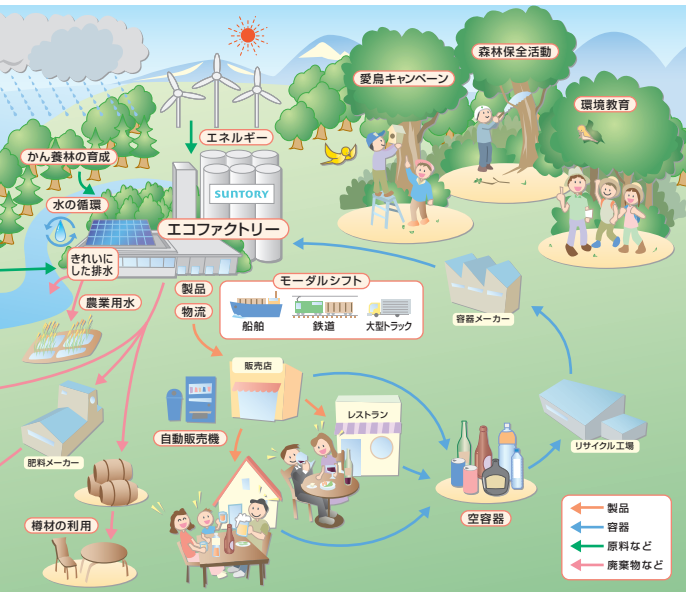 愛鳥キャンペーン
森林保全活動
環境教育
エネルギー
かん養林の育成
SUNTORY
水の循環
エコファクトリー
きれいに
した排水
製品
モーダルシフト
農業用水
物流
船舶
鉄道
大型トラック
容器メーカー
販売店
レストラン
自動販売機
リサイクル工場
肥料メーカー
空容器
樽材の利用
製品
容器
原料など
廃棄物など